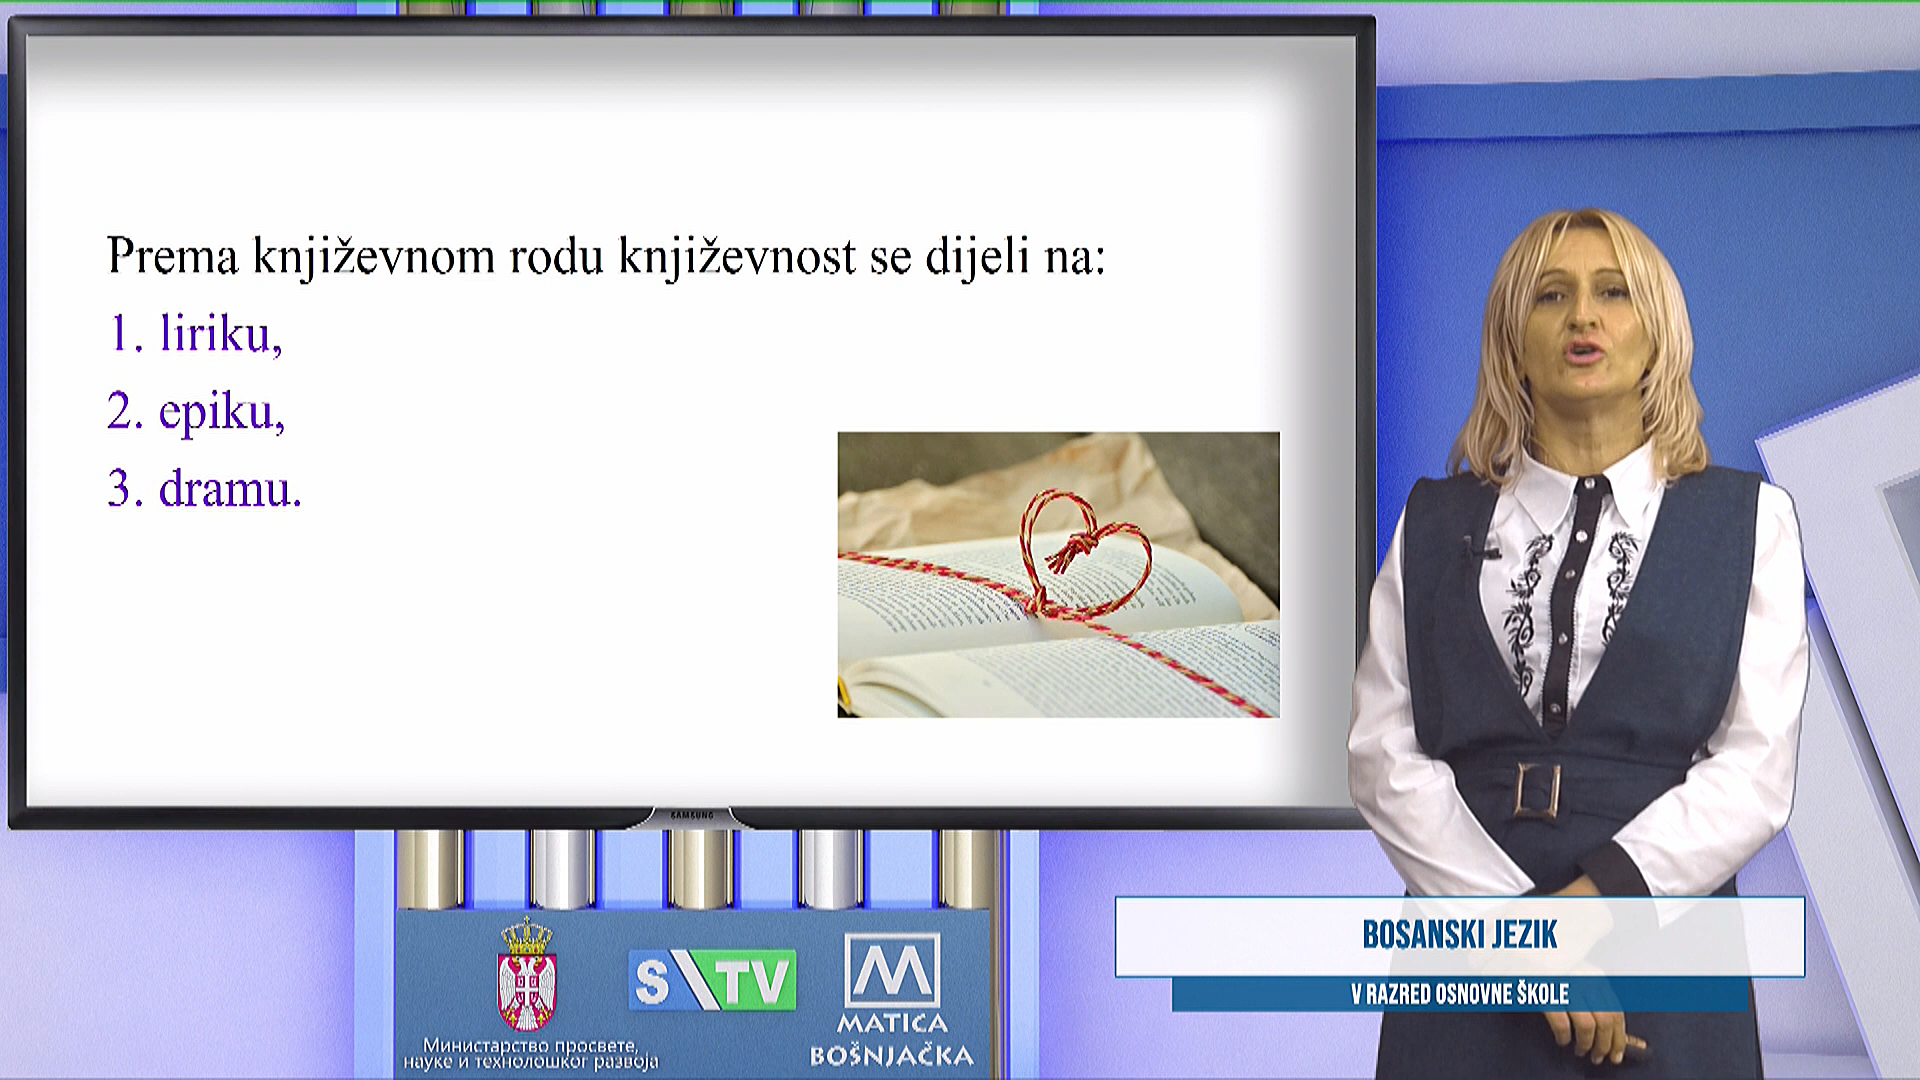 Prema književnom rodu književnost se dijeli na:
1. liriku,
2. epiku,
3. dramu.
SAMSUNG
BOSANSKI JEZIK
V RAZRED OSNOVNE ŠKOLE
S TV
Министарство просвете,
науке и технолошког развоја
MATICA
BOŠNJAČKA